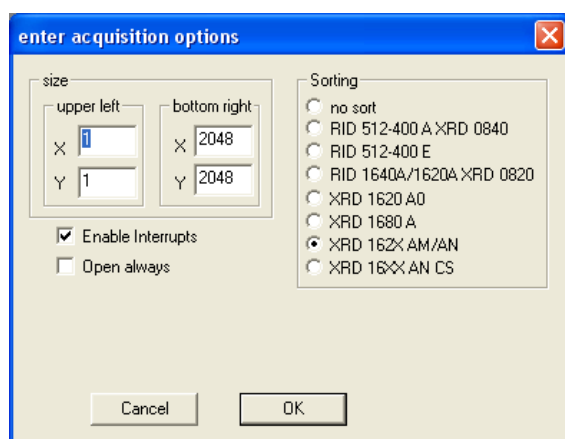 enter acquisition options
size
upper left
X 1
Y 1
bottom right
X 2048
Y 2048
Enable Interrupts
Open always
Sorting
no sort
RID 512-400 A XRD 0840
RID 512-400 E
RID 1640A/1620A XRD 0820
XRD 1620 A0
XRD 1680 A
XRD 162X AM/AN
XRD 16XX AN CS
Cancel
OK